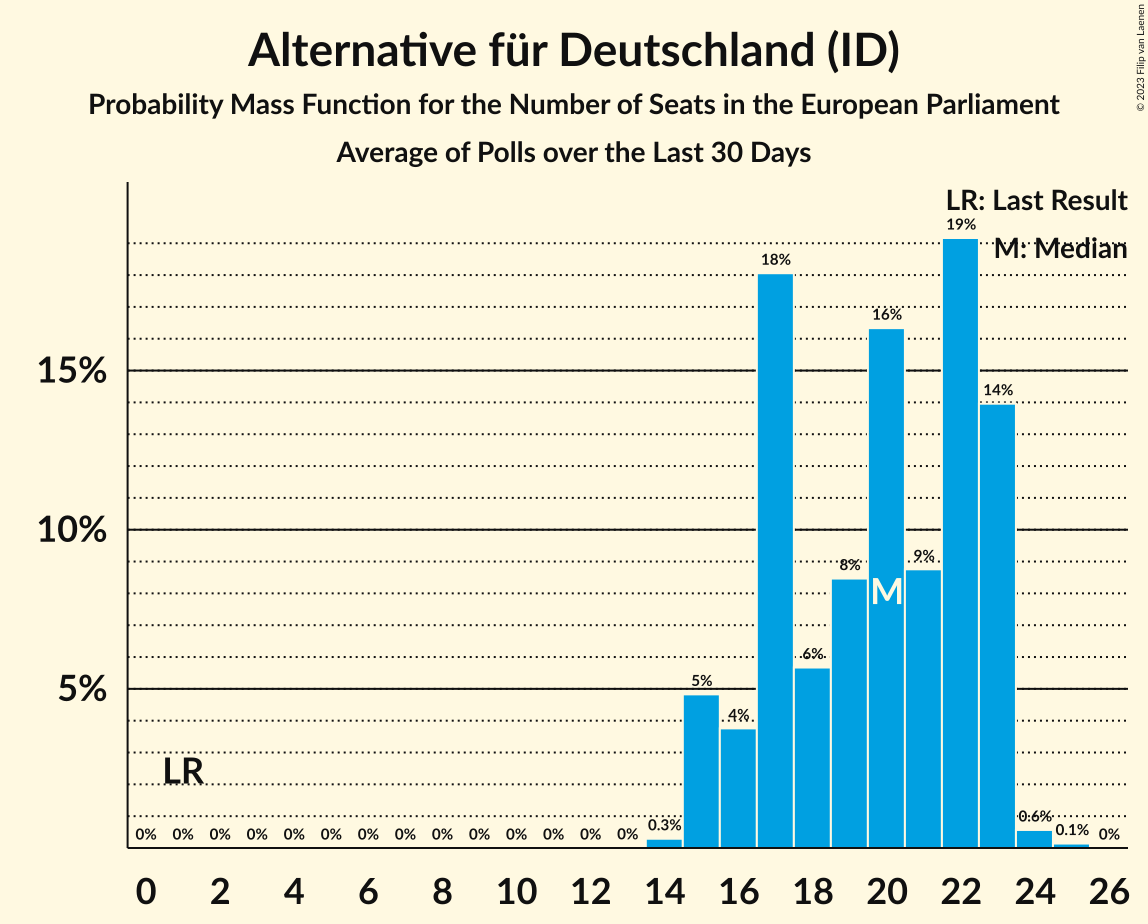 Alternative für Deutschland (ID)
Probability Mass Function for the Number of Seats in the European Parliament
Average of Polls over the Last 30 Days
© 2023 Filip van Laenen
LR: Last Result
M: Median
19%
18%
16%
15%
14%
10%
9%
8%
M
6%
5%
5%
4%
LR
0% 0% 0% 0% 0% 0% 0% 0% 0% 0% 0% 0% 0% 0% 0.3% 0.6% 0.1% 0%
0 2 4 6 8 10 12 14 16 18 20 22 24 26